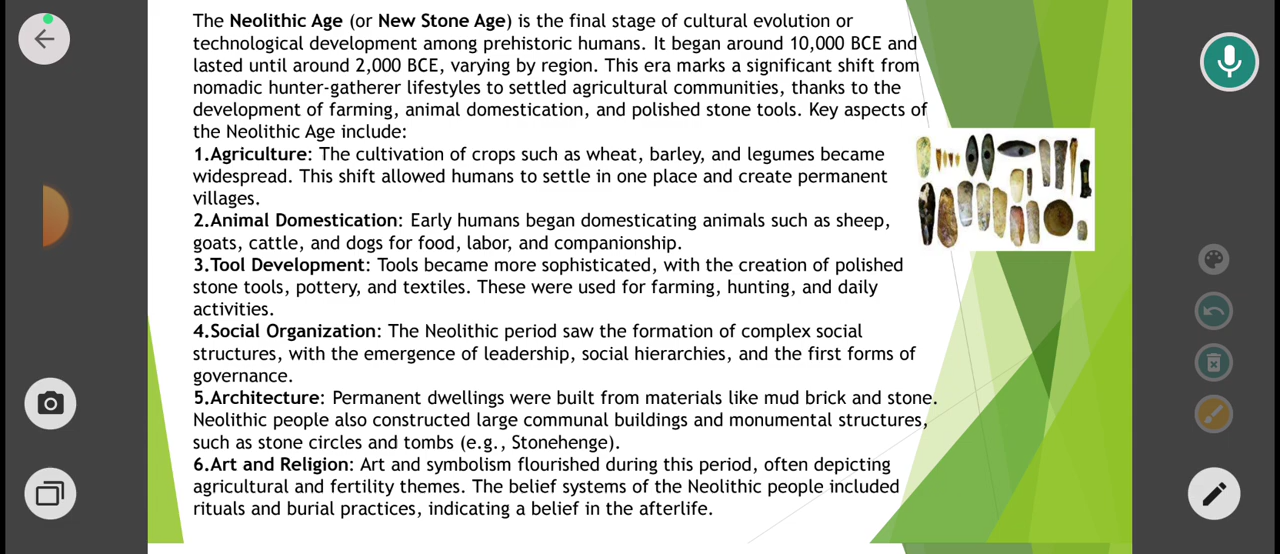 The Neolithic Age (or New Stone Age) is the final stage of cultural evolution or
technological development among prehistoric humans. It began around 10,000 BCE and
lasted until around 2,000 BCE, varying by region. This era marks a significant shift from
nomadic hunter-gatherer lifestyles to settled agricultural communities, thanks to the
development of farming, animal domestication, and polished stone tools. Key aspects of
the Neolithic Age include:
1.Agriculture: The cultivation of crops such as wheat, barley, and legumes became
widespread. This shift allowed humans to settle in one place and create permanent
villages.
2.Animal Domestication: Early humans began domesticating animals such as sheep,
goats, cattle, and dogs for food, labor, and companionship.
3.Tool Development: Tools became more sophisticated, with the creation of polished
stone tools, pottery, and textiles. These were used for farming, hunting, and daily
activities.
4.Social Organization: The Neolithic period saw the formation of complex social
structures, with the emergence of leadership, social hierarchies, and the first forms of
governance.
5.Architecture: Permanent dwellings were built from materials like mud brick and stone.
Neolithic people also constructed large communal buildings and monumental structures,
such as stone circles and tombs (e.g., Stonehenge).
6.Art and Religion: Art and symbolism flourished during this period, often depicting
agricultural and fertility themes. The belief systems of the Neolithic people included
rituals and burial practices, indicating a belief in the afterlife.